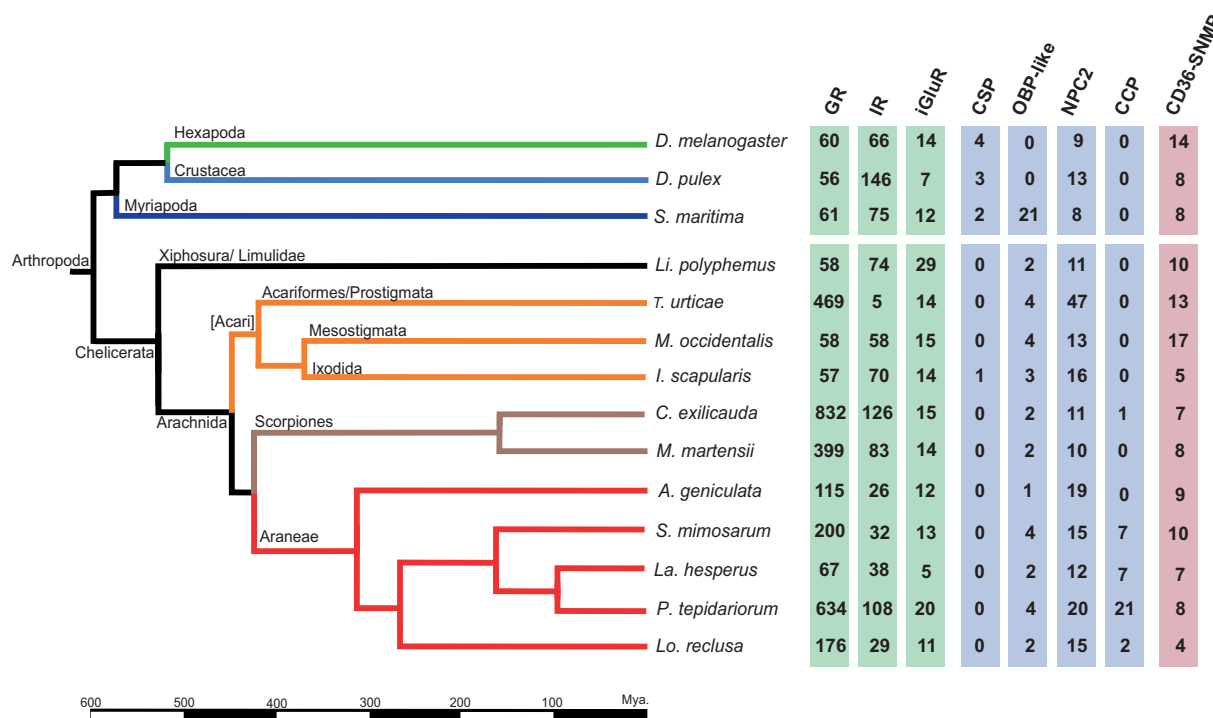 GR IR iGluR CSP OBP-like NPC2 CCP CD36-SNMP
Hexapoda
D. melanogaster 60 66 14 4 0 9 0 14
Crustacea
D. pulex 56 146 7 3 0 13 0 8
Myriapoda
S. maritima 61 75 12 2 21 8 0 8
Arthropoda
Xiphosura/ Limulidae
Li. polyphemus 58 74 29 0 2 11 0 10
Acariformes/Prostigmata
T. urticae 469 5 14 0 4 47 0 13
[Acari]
Mesostigmata
M. occidentalis 58 58 15 0 4 13 0 17
Chelicerata
Ixodida
I. scapularis 57 70 14 1 3 16 0 5
Arachnida
Scorpiones
C. exilicauda 832 126 15 0 2 11 1 7
M. martensii 399 83 14 0 2 10 0 8
A. geniculata 115 26 12 0 1 19 0 9
Araneae
S. mimosarum 200 32 13 0 4 15 7 10
La. hesperus 67 38 5 0 2 12 7 7
P. tepidariorum 634 108 20 0 4 20 21 8
Lo. reclusa 176 29 11 0 2 15 2 4
600 500 400 300 200 100 Mya.